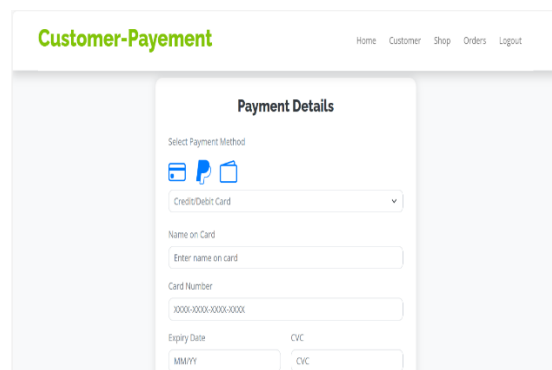 Customer-Payement
Home Customer Shop Orders Logout
Payment Details
Select Payment Method
Credit/Debit Card
Name on Card
Enter name on card
Card Number
XXXX-XXXX-XXXX-XXXX
Expiry Date CVC
MM/YY CVC